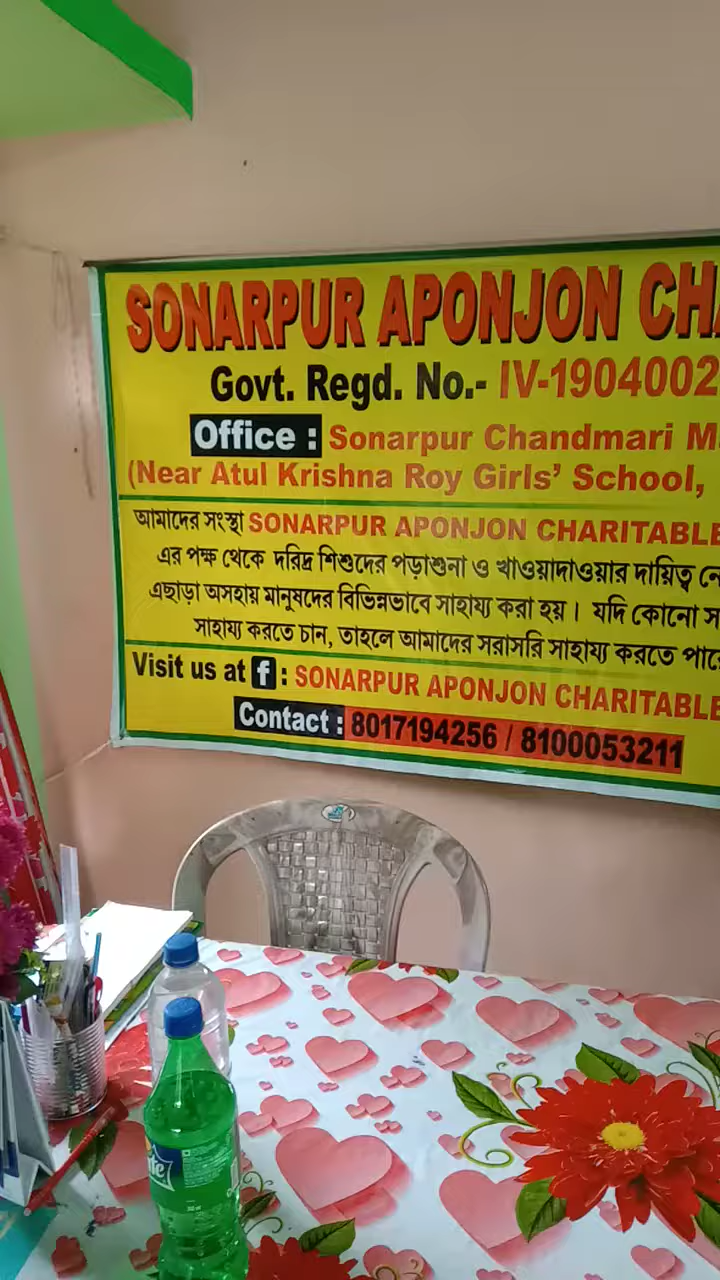 SONARPUR APONJON
Govt. Regd. No.- IV-1904002
Office : Sonarpur Chandmari
(Near Atul Krishna Roy Girls' School,
আমাদের সংস্থা SONARPUR APONJON CHARITABLE
এর পক্ষ থেকে দরিদ্র শিশুদের পড়াশুনা ও খাওয়াদাওয়ার দায়িত্ব
এছাড়া অসহায় মানুষদের বিভিন্নভাবে সাহায্য করা হয়। যদি কোনো
সাহায্য করতে চান, তাহলে আমাদের সরাসরি সাহায্য করতে
Visit us at f : SONARPUR APONJON CHARITABLE
Contact : 8017194256 / 8100053211